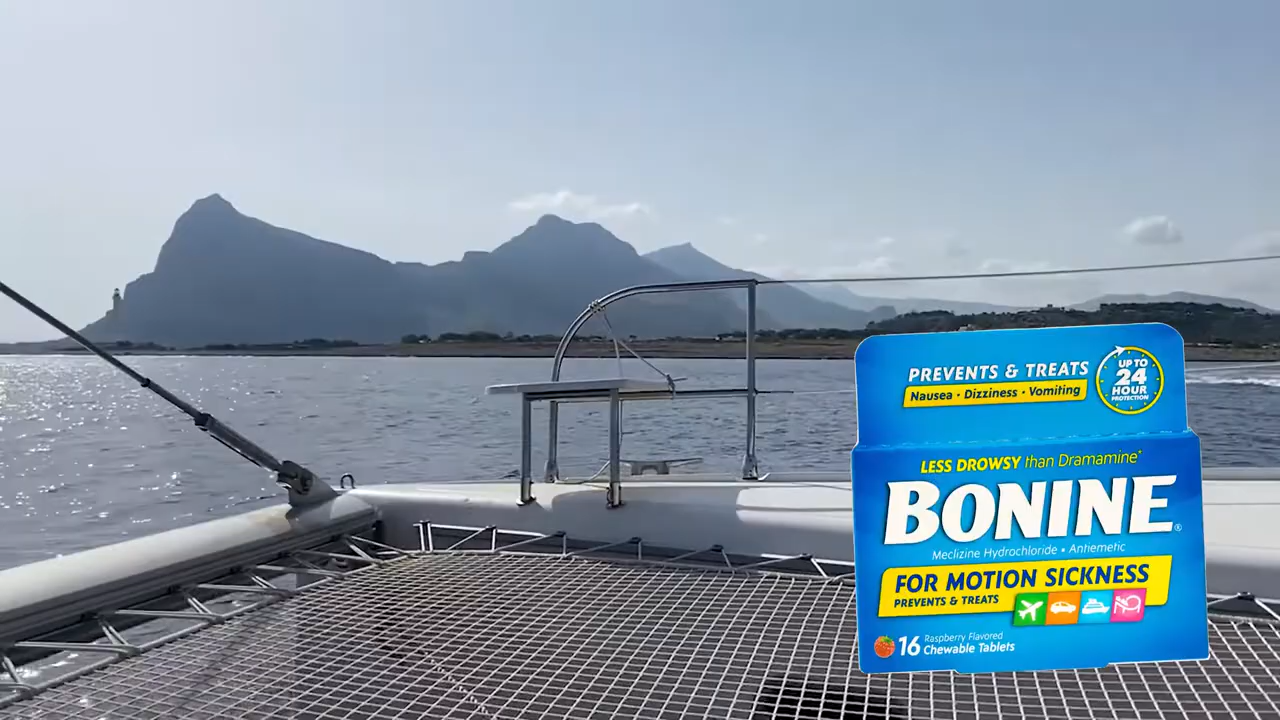 PREVENTS & TREATS
Nausea • Dizziness • Vomiting
UP TO
24
HOUR
PROTECTION
LESS DROWSY than Dramamine*
BONINE®
Meclizine Hydrochloride • Antiemetic
FOR MOTION SICKNESS
PREVENTS & TREATS
16 Raspberry Flavored
Chewable Tablets